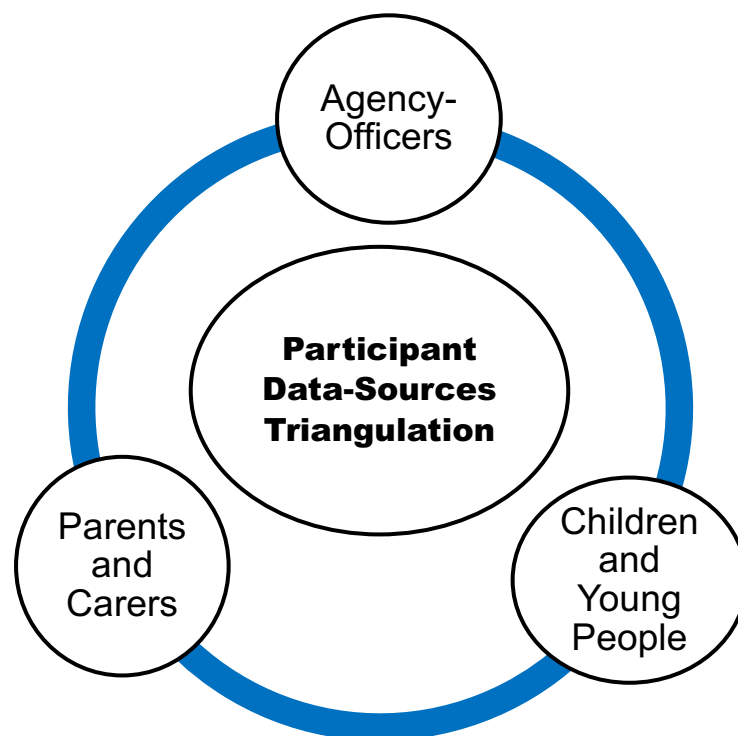 Agency-
Officers
Participant
Data-Sources
Triangulation
Parents
and
Carers
Children
and
Young
People